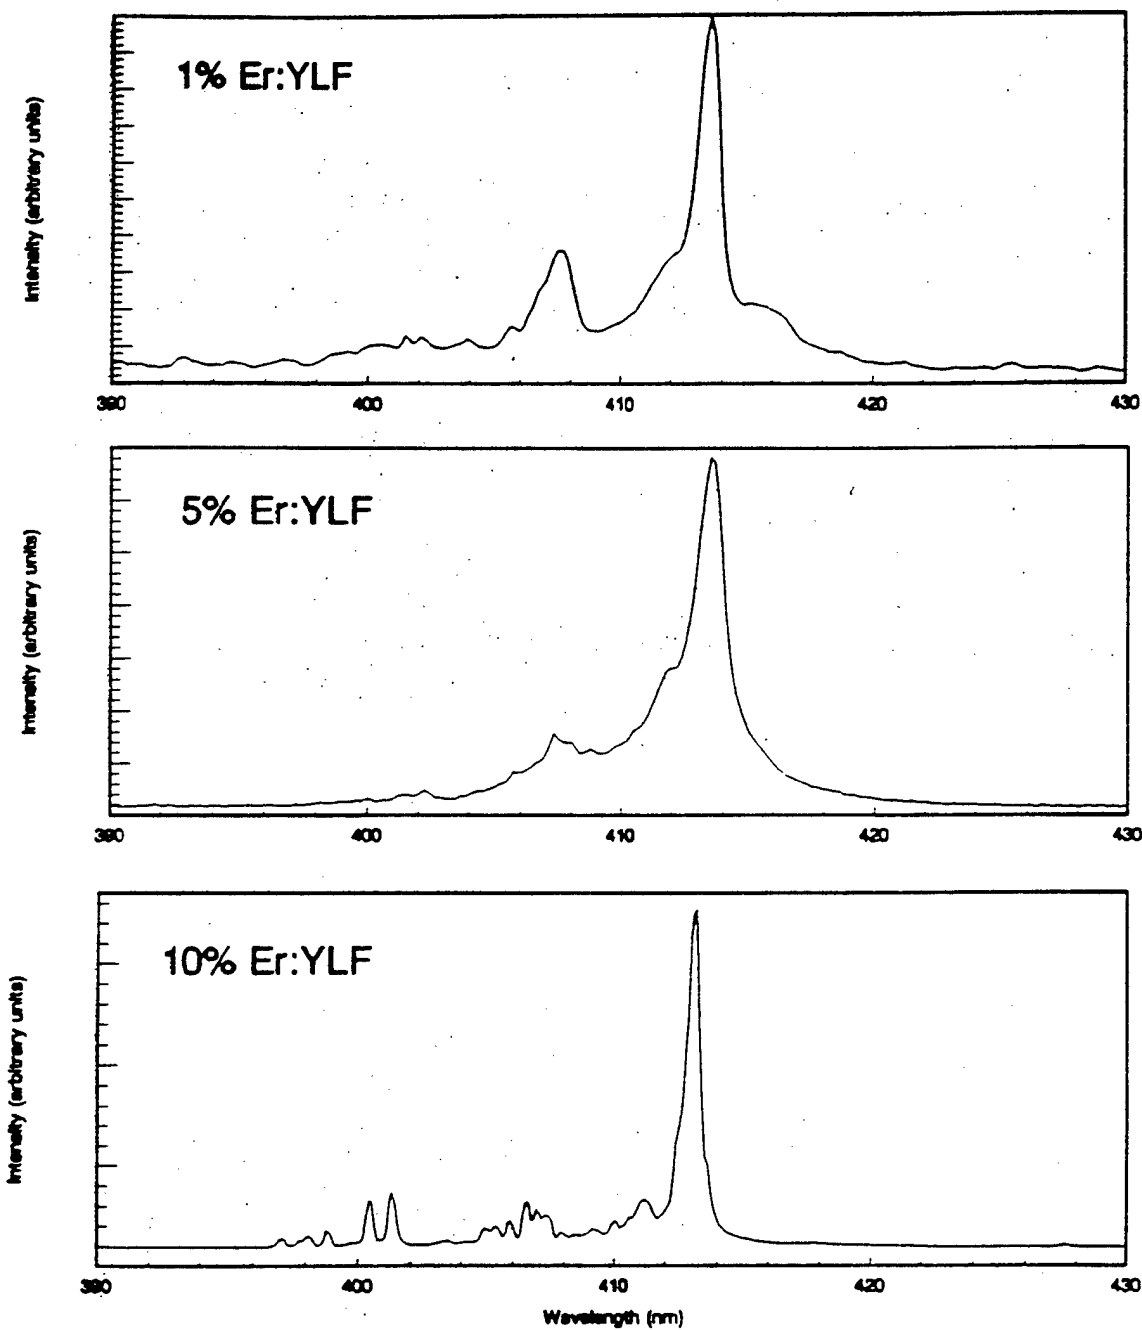 1% Er:YLF
Intensity (arbitrary units)
390 400 410 420 430
5% Er:YLF
Intensity (arbitrary units)
390 400 410 420 430
10% Er:YLF
Intensity (arbitrary units)
390 400 410 420 430
Wavelength (nm)